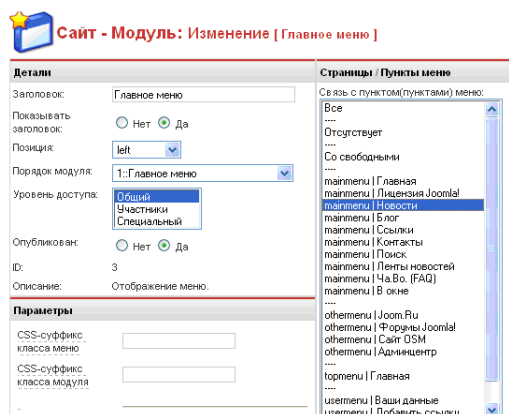 Сайт - Модуль: Изменение [ Главное меню ]
Детали
Заголовок: Главное меню
Показывать
заголовок: Нет Да
Позиция: left
Порядок модуля: 1::Главное меню
Уровень доступа: Общий
Участники
Специальный
Опубликован: Нет Да
ID: 3
Описание: Отображение меню.
Параметры
CSS-суффикс
класса меню
CSS-суффикс
класса модуля
Страницы / Пункты меню
Связь с пунктом(пунктами) меню:
Все
----
Отсутствует
----
Со свободными
----
mainmenu | Главная
mainmenu | Лицензия Joomla!
mainmenu | Новости
mainmenu | Блог
mainmenu | Ссылки
mainmenu | Контакты
mainmenu | Поиск
mainmenu | Ленты новостей
mainmenu | Ча.Во. (FAQ)
mainmenu | В окне
----
othermenu | Joom.Ru
othermenu | Форумы Joomla!
othermenu | Сайт OSM
othermenu | Админцентр
----
topmenu | Главная
----
usermenu | Ваши данные
usermenu | Добавить ссылку